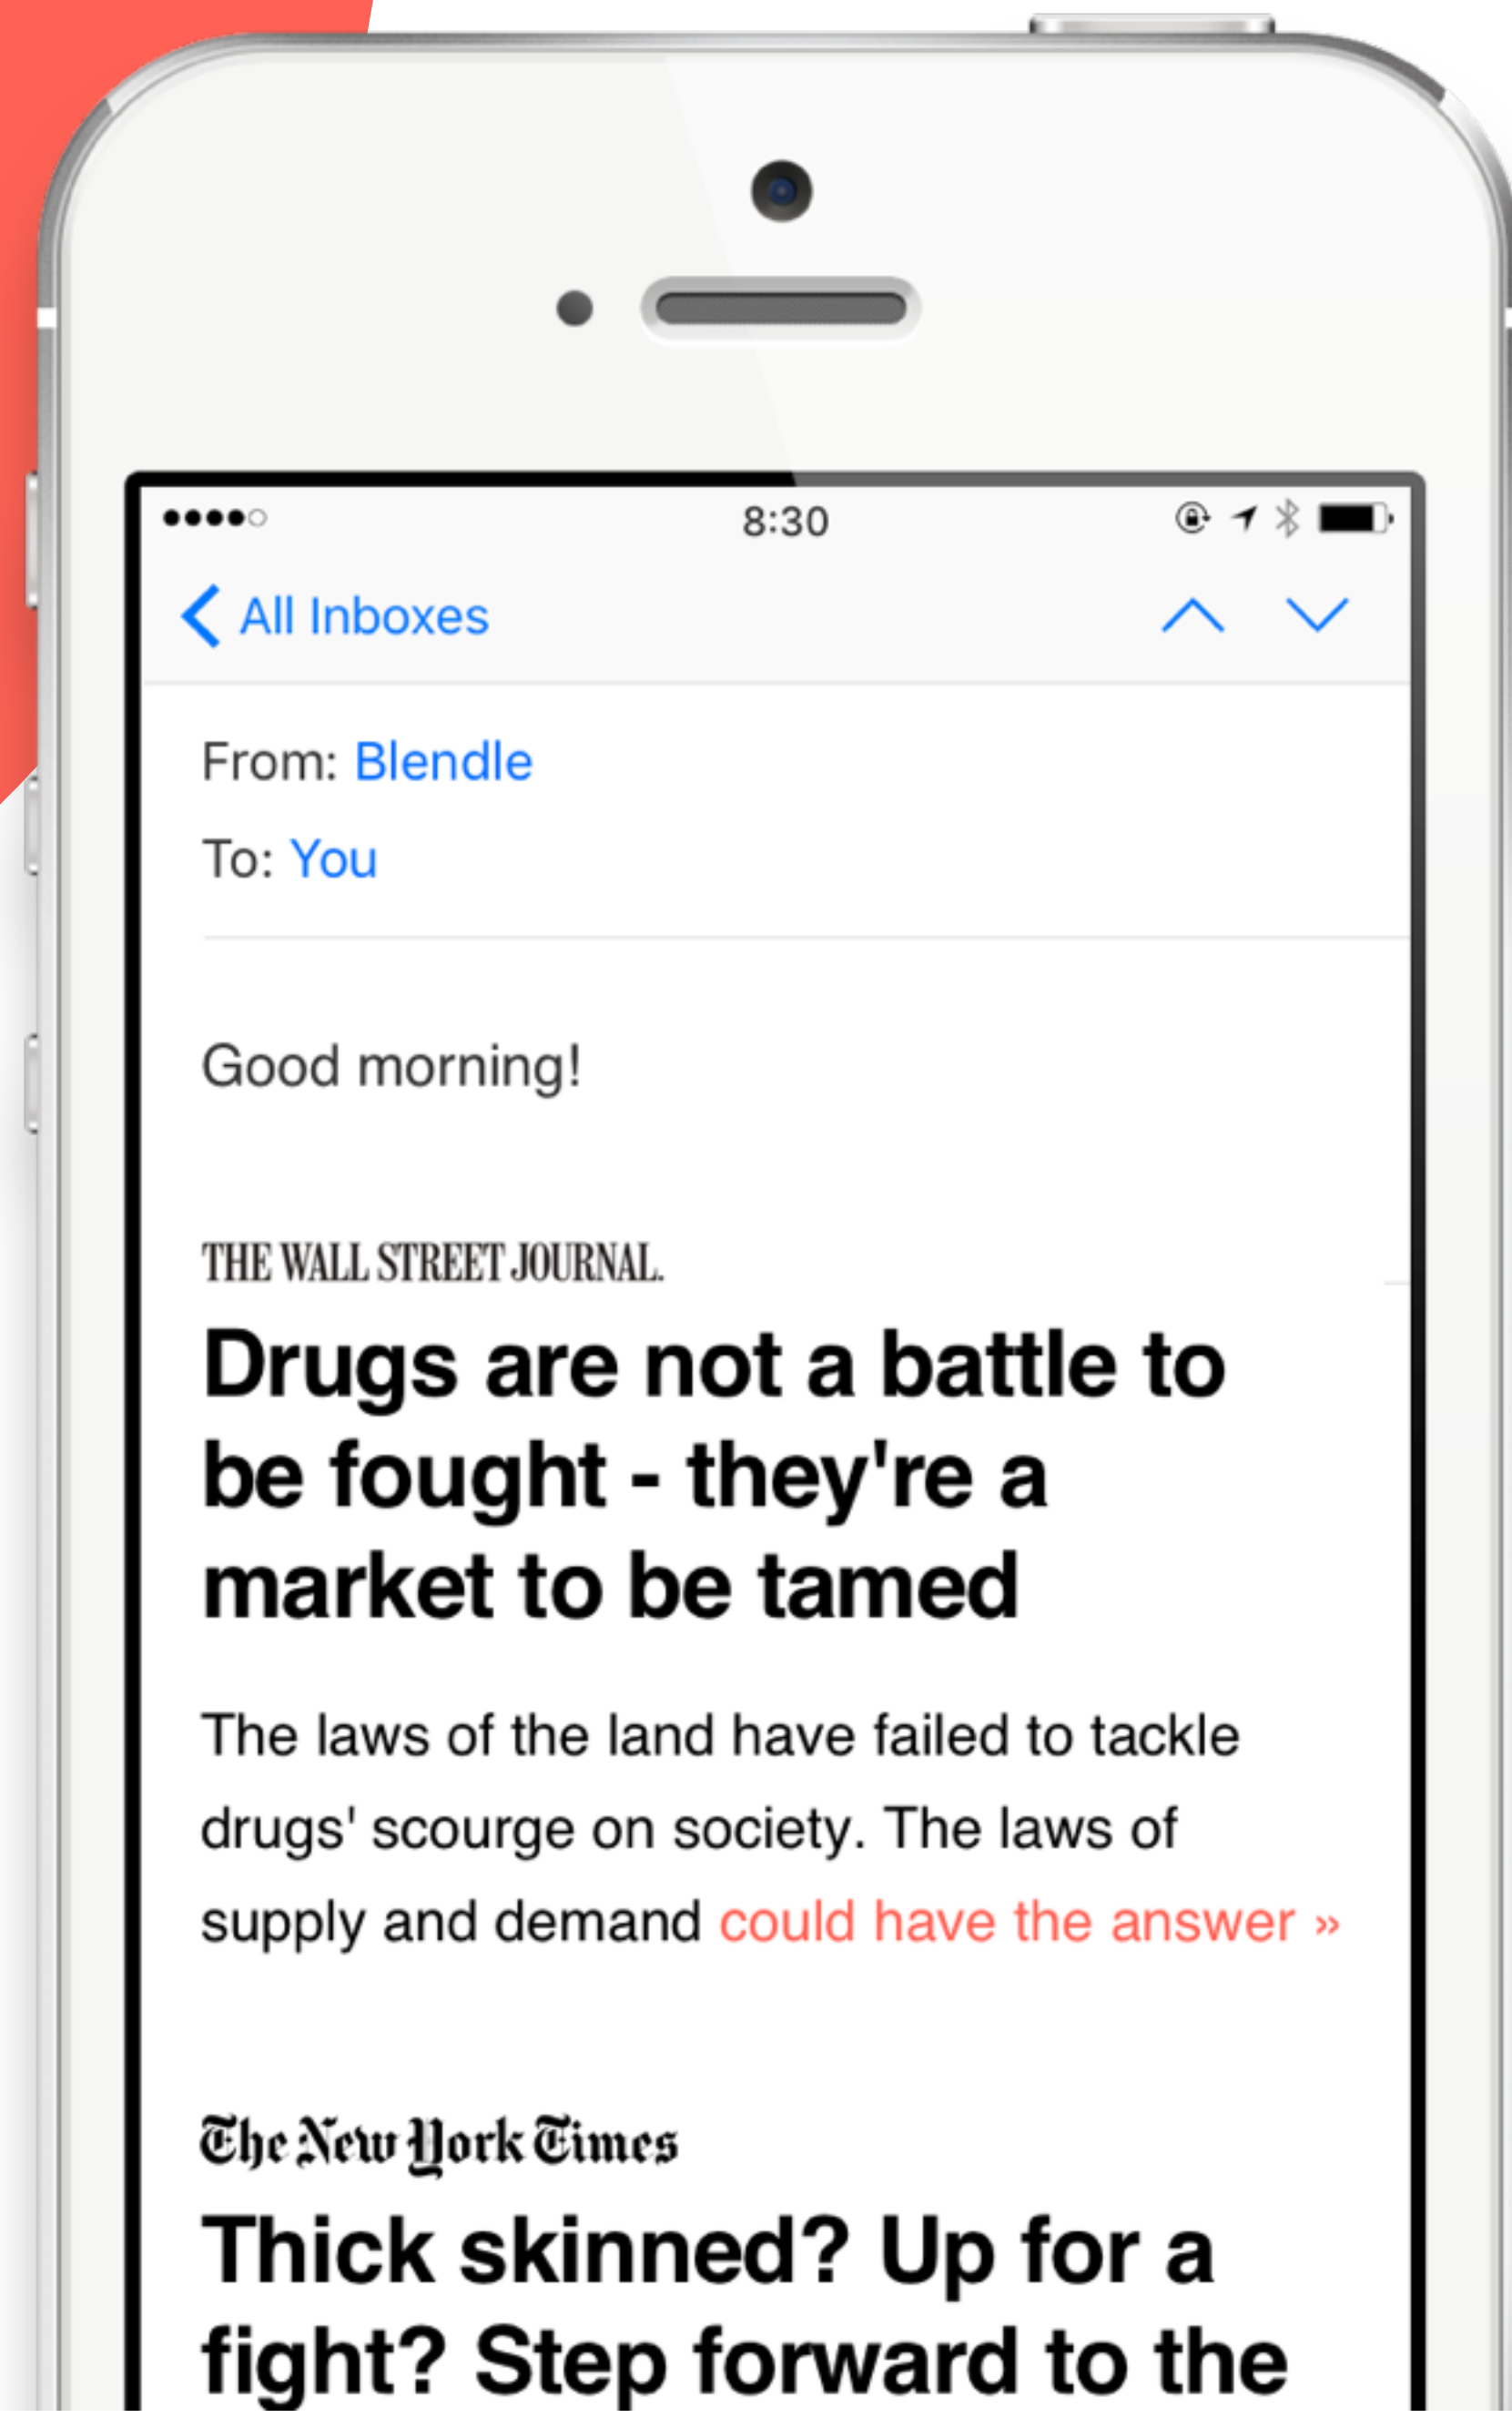 8:30
All Inboxes
From: Blendle
To: You
Good morning!
THE WALL STREET JOURNAL.
Drugs are not a battle to
be fought - they're a
market to be tamed
The laws of the land have failed to tackle
drugs' scourge on society. The laws of
supply and demand could have the answer »
The New York Times
Thick skinned? Up for a
fight? Step forward to the